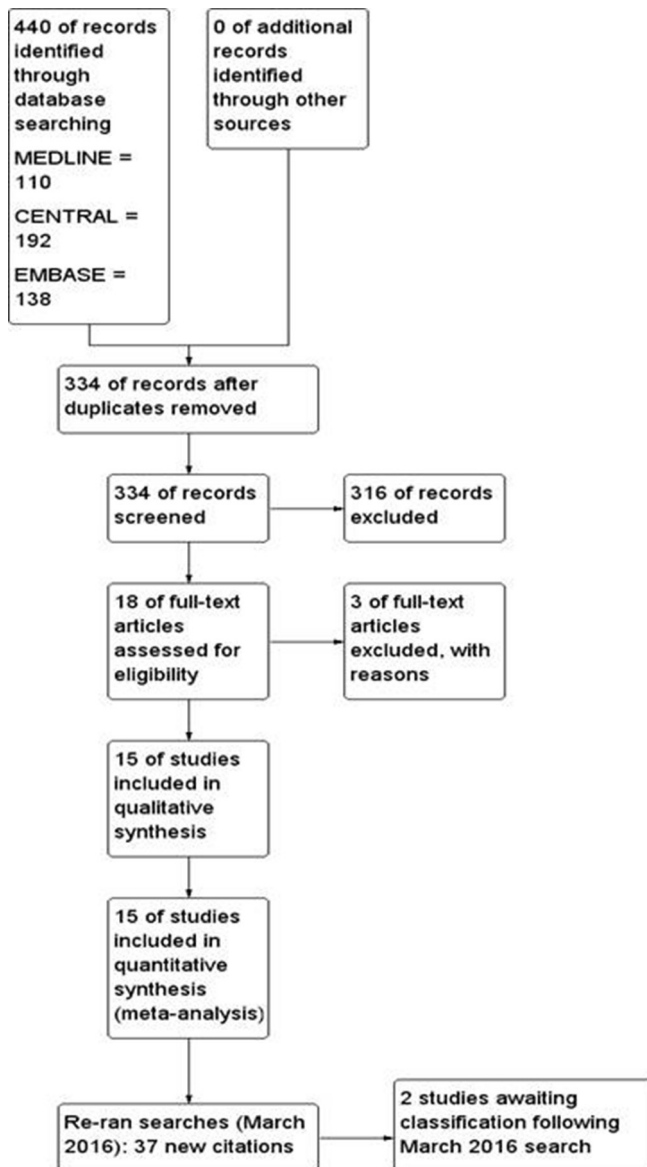 440 of records
identified
through
database
searching
MEDLINE =
110
CENTRAL =
192
EMBASE =
138
0 of additional
records
identified
through other
sources
334 of records after
duplicates removed
334 of records
screened
316 of records
excluded
18 of full-text
articles
assessed for
eligibility
3 of full-text
articles
excluded, with
reasons
15 of studies
included in
qualitative
synthesis
15 of studies
included in
quantitative
synthesis
(meta-analysis)
Re-ran searches (March
2016): 37 new citations
2 studies awaiting
classification following
March 2016 search